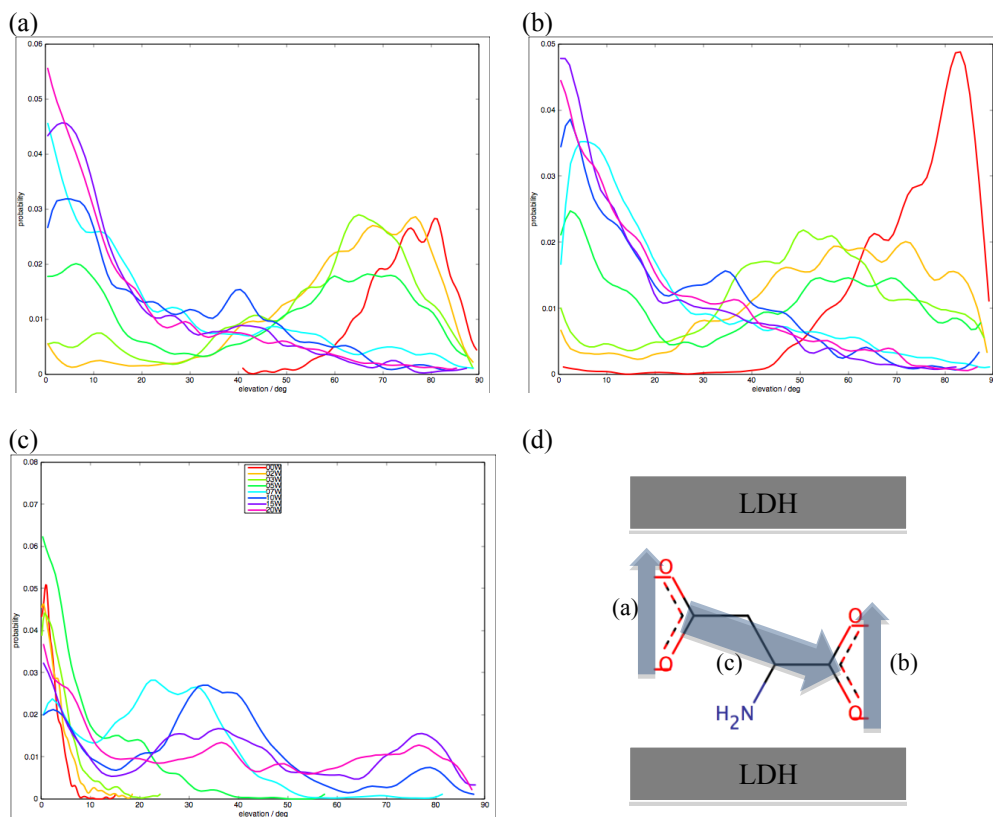 (a)
(b)
0.06
0.05
0.04
0.03
0.02
0.01
0
probability
0 10 20 30 40 50 60 70 80 90
elevation / deg
0.05
0.04
0.03
0.02
0.01
0
probability
0 10 20 30 40 50 60 70 80 90
elevation / deg
(c)
(d)
0.08
0.07
0.06
0.05
0.04
0.03
0.02
0.01
0
probability
00W
02W
03W
05W
07W
10W
15W
20W
0 10 20 30 40 50 60 70 80 90
elevation / deg
LDH
O
(a)
O
(c)
O
(b)
O
H2N
LDH